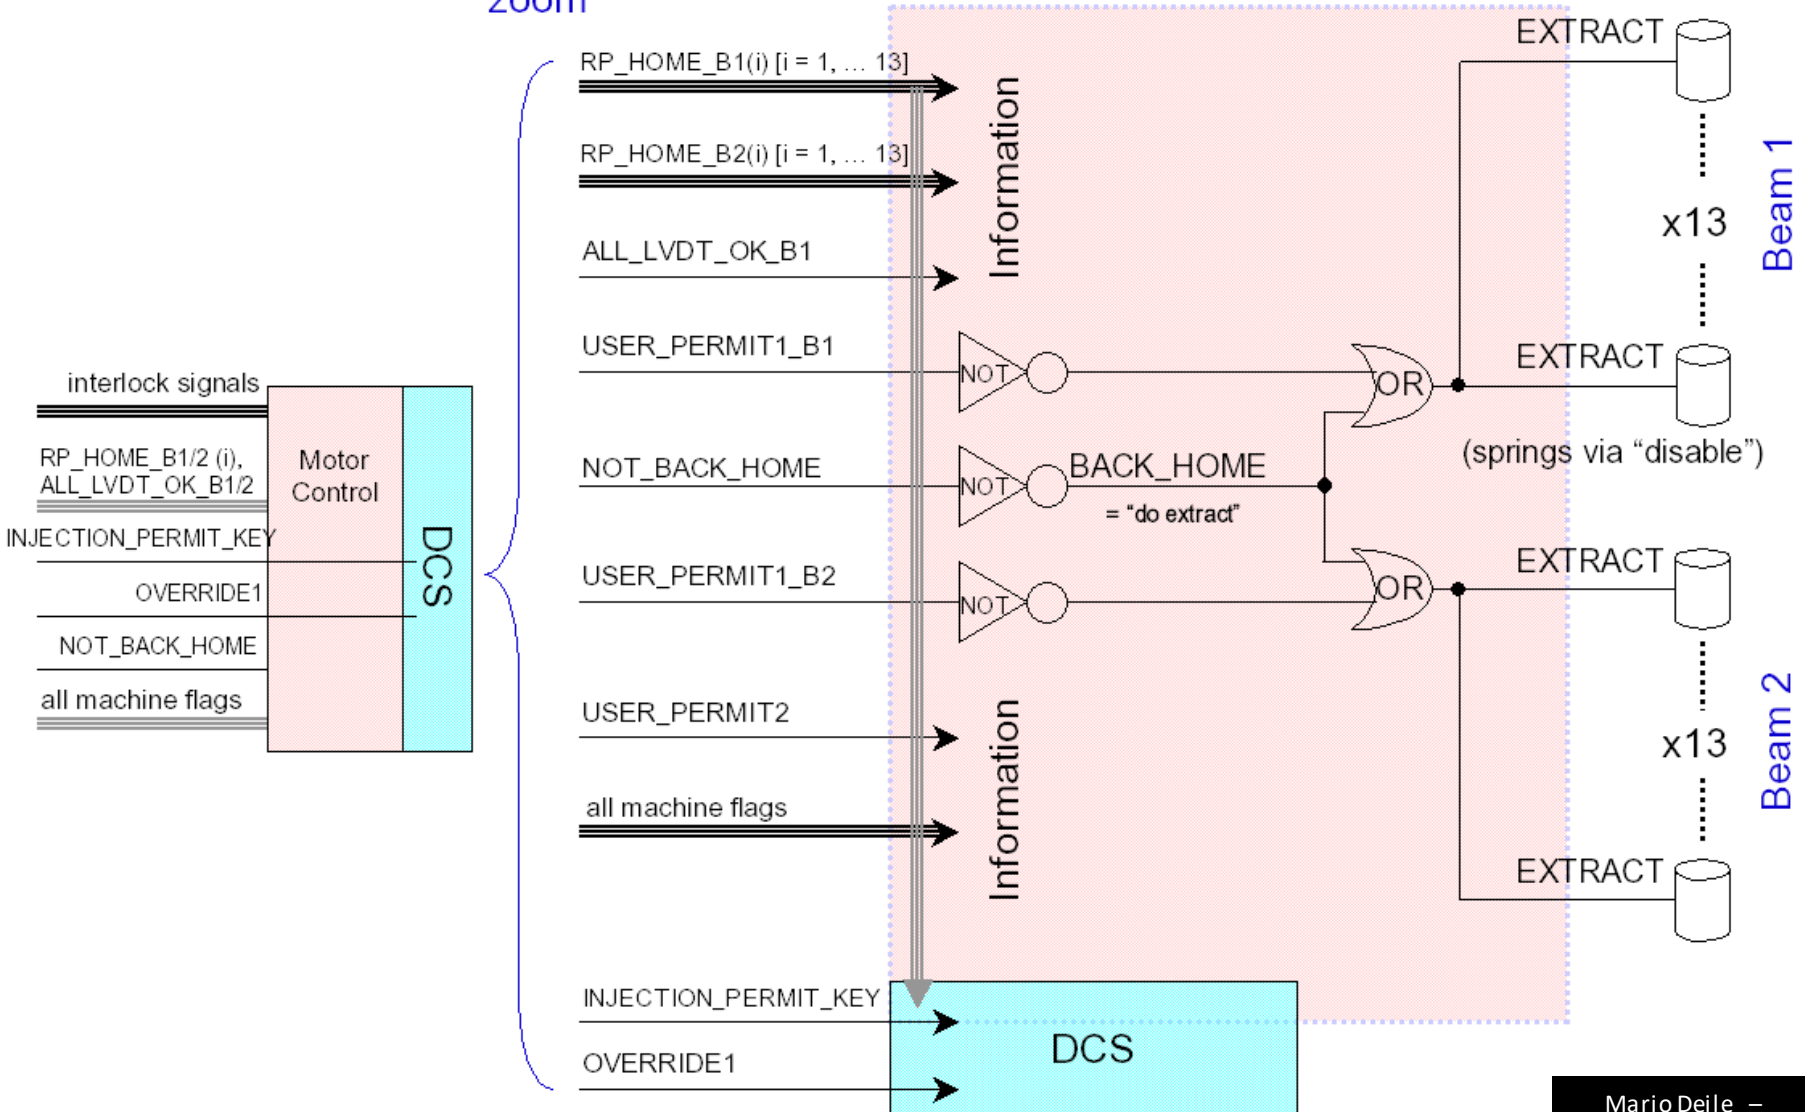 zoom
RP_HOME_B1(i) [i = 1, ... 13]
RP_HOME_B2(i) [i = 1, ... 13]
ALL_LVDT_OK_B1
USER_PERMIT1_B1
NOT_BACK_HOME
USER_PERMIT1_B2
USER_PERMIT2
all machine flags
INJECTION_PERMIT_KEY
OVERRIDE1
interlock signals
RP_HOME_B1/2 (i),
ALL_LVDT_OK_B1/2
INJECTION_PERMIT_KEY
OVERRIDE1
NOT_BACK_HOME
all machine flags
Motor
Control
DCS
Information
NOT
NOT
NOT
BACK_HOME
= “do extract”
OR
OR
Information
DCS
EXTRACT
x13
Beam 1
EXTRACT
(springs via “disable”)
EXTRACT
x13
Beam 2
EXTRACT
Mario Deile –